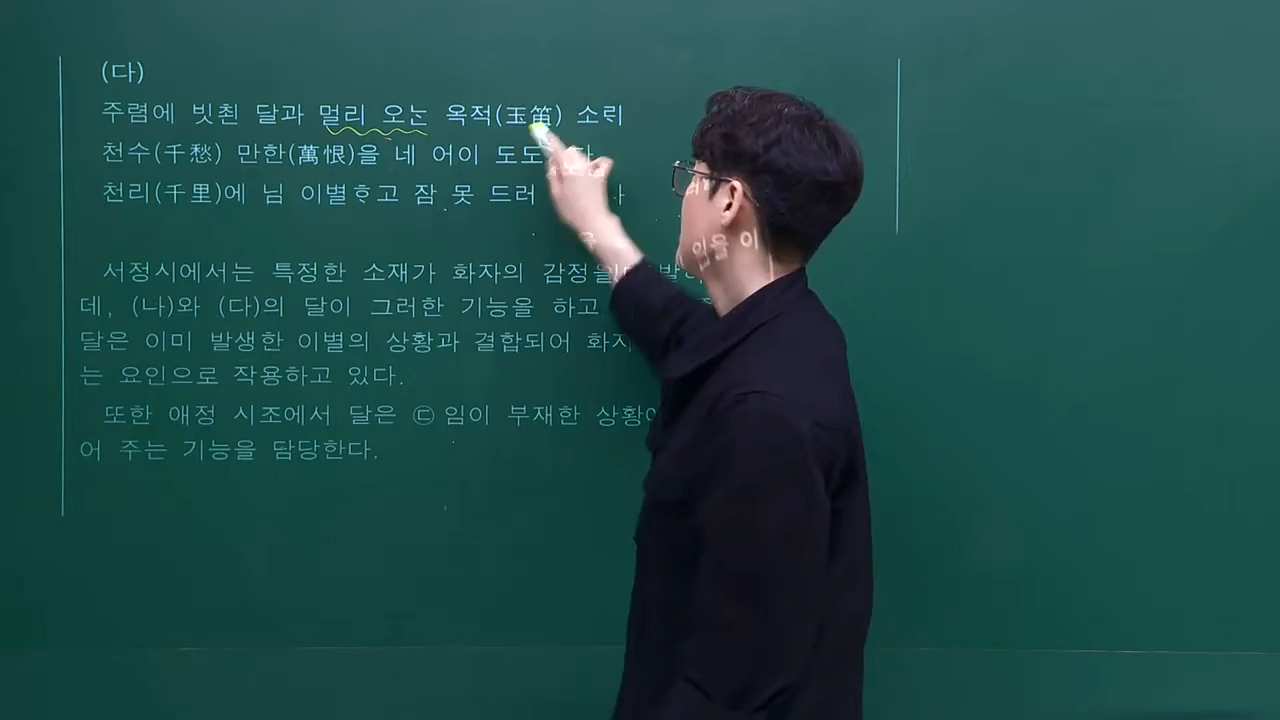 (다)
주렴에 빗쵠 달과 멀리 오는 옥적(玉笛) 소리
천수(千愁) 만한(萬恨)을 네 어이 도도
천리(千里)에 님 이별ᄒᆞ고 잠 못 드러
서정시에서는 특정한 소재가 화자의 감정을
데, (나)와 (다)의 달이 그러한 기능을 하고
달은 이미 발생한 이별의 상황과 결합되어 화자
는 요인으로 작용하고 있다.
또한 애정 시조에서 달은 ㉢ 임이 부재한 상황에
어 주는 기능을 담당한다.